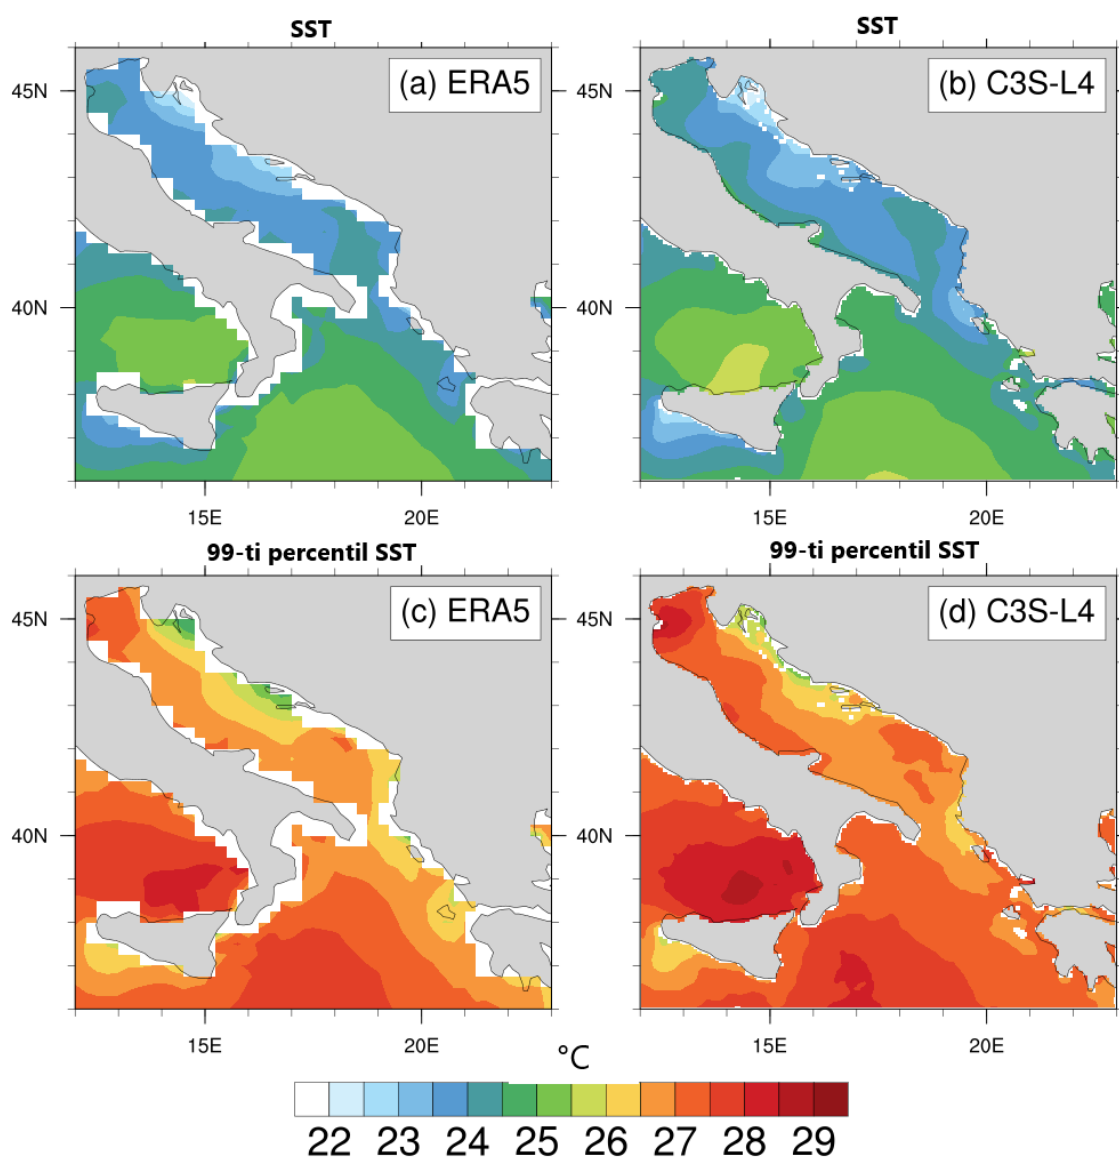 SST
SST
(a) ERA5
(b) C3S-L4
45N
45N
40N
40N
15E
20E
15E
20E
99-ti percentil SST
99-ti percentil SST
(c) ERA5
(d) C3S-L4
45N
45N
40N
40N
15E
20E
15E
20E
°C
22 23 24 25 26 27 28 29